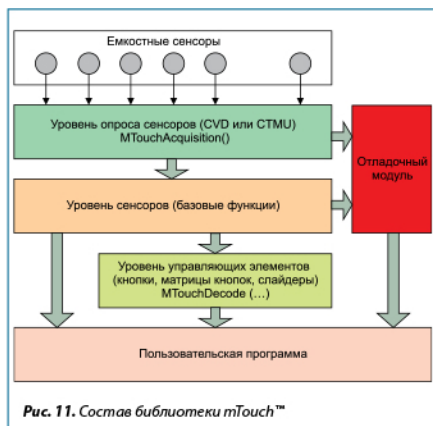 Емкостные сенсоры
Уровень опроса сенсоров (CVD или CTMU)
MTouchAcquisition()
Отладочный
модуль
Уровень сенсоров (базовые функции)
Уровень управляющих элементов
(кнопки, матрицы кнопок, слайдеры)
MTouchDecode (...)
Пользовательская программа
Рис. 11. Состав библиотеки mTouch™